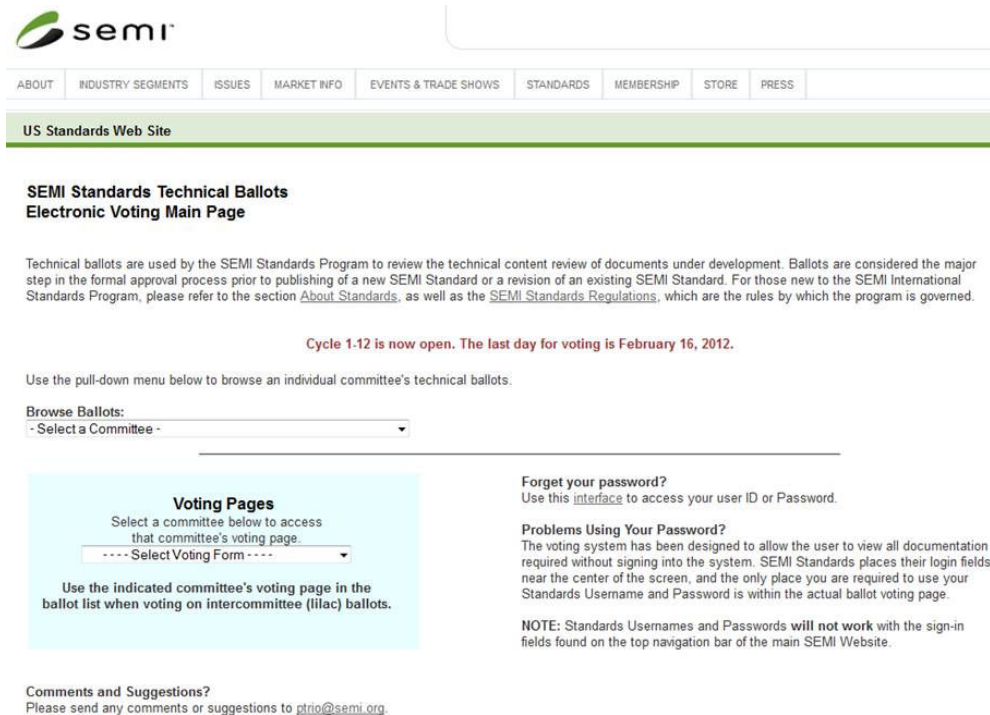 semi
ABOUT INDUSTRY SEGMENTS ISSUES MARKET INFO EVENTS & TRADE SHOWS STANDARDS MEMBERSHIP STORE PRESS
US Standards Web Site
SEMI Standards Technical Ballots
Electronic Voting Main Page
Technical ballots are used by the SEMI Standards Program to review the technical content review of documents under development. Ballots are considered the major
step in the formal approval process prior to publishing of a new SEMI Standard or a revision of an existing SEMI Standard. For those new to the SEMI International
Standards Program, please refer to the section About Standards, as well as the SEMI Standards Regulations, which are the rules by which the program is governed.
Cycle 1-12 is now open. The last day for voting is February 16, 2012.
Use the pull-down menu below to browse an individual committee's technical ballots.
Browse Ballots:
- Select a Committee -
Voting Pages
Select a committee below to access
that committee's voting page.
- - - - Select Voting Form - - - -
Use the indicated committee's voting page in the
ballot list when voting on intercommittee (lilac) ballots.
Forget your password?
Use this interface to access your user ID or Password.
Problems Using Your Password?
The voting system has been designed to allow the user to view all documentation
required without signing into the system. SEMI Standards places their login fields
near the center of the screen, and the only place you are required to use your
Standards Username and Password is within the actual ballot voting page.
NOTE: Standards Usernames and Passwords will not work with the sign-in
fields found on the top navigation bar of the main SEMI Website.
Comments and Suggestions?
Please send any comments or suggestions to ptrio@semi.org.